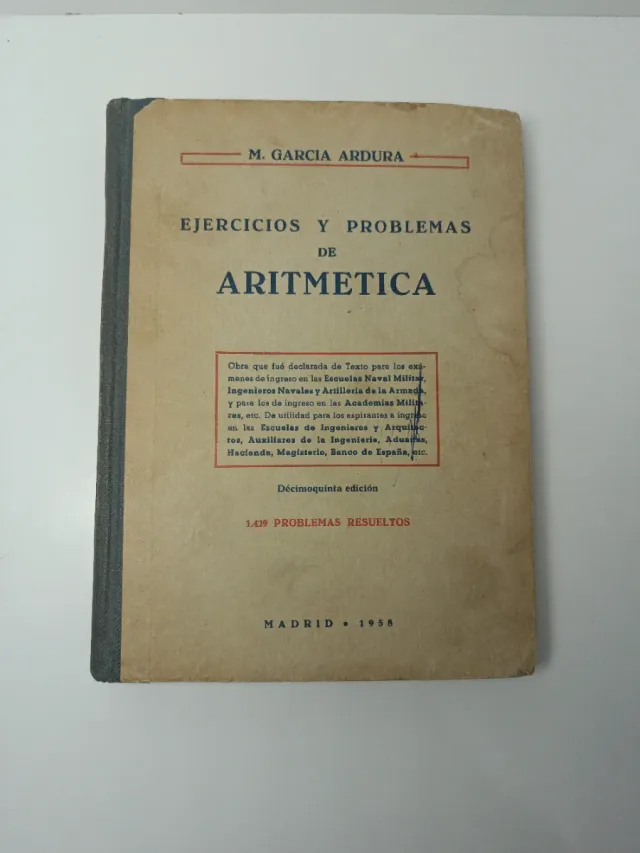 M. GARCIA ARDURA
EJERCICIOS Y PROBLEMAS
DE
ARITMETICA
Obra que fué declarada de Texto para los exá-
menes de ingreso en las Escuelas Naval Militar,
Ingenieros Navales y Artillería de la Armada,
y para los de ingreso en las Academias Milita-
res, etc. De utilidad para los aspirantes a ingreso
en las Escuelas de Ingenieros y Arquitec-
tos, Auxiliares de la Ingeniería, Aduanas,
Hacienda, Magisterio, Banco de España, etc.
Décimoquinta edición
1.439 PROBLEMAS RESUELTOS
MADRID • 1958